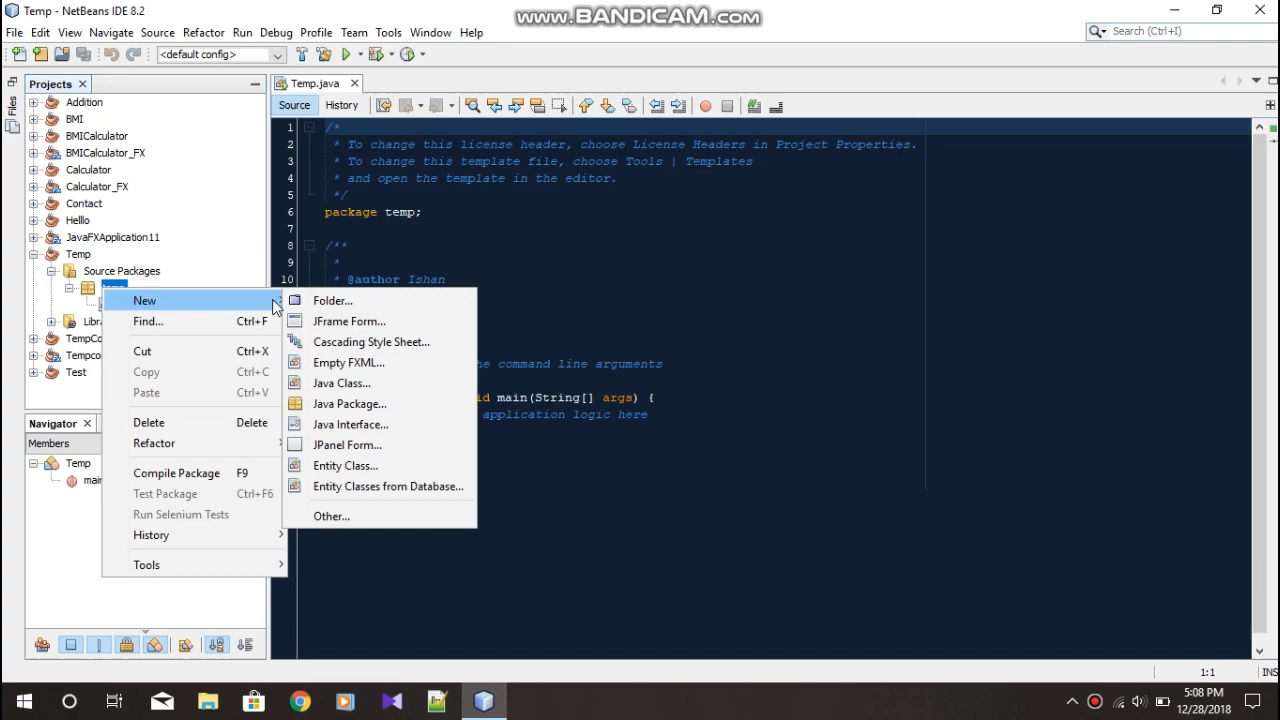 Temp - NetBeans IDE 8.2
www.BANDICAM.com
File Edit View Navigate Source Refactor Run Debug Profile Team Tools Window Help
Search (Ctrl+I)
<default config>
Projects
Files
Addition
BMI
BMICalculator
BMICalculator_FX
Calculator
Calculator_FX
Contact
Helllo
JavaFXApplication11
Temp
Source Packages
Test
Temp.java
Source History
1 /*
2 * To change this license header, choose License Headers in Project Properties.
3 * To change this template file, choose Tools | Templates
4 * and open the template in the editor.
5 */
6 package temp;
7
8 /**
9 *
10 * @author Ishan
the command line arguments
main(String[] args) {
application logic here
New
Find... Ctrl+F
Cut Ctrl+X
Copy Ctrl+C
Paste Ctrl+V
Delete Delete
Refactor
Compile Package F9
Test Package Ctrl+F6
Run Selenium Tests
History
Tools
Folder...
JFrame Form...
Cascading Style Sheet...
Empty FXML...
Java Class...
Java Package...
Java Interface...
JPanel Form...
Entity Class...
Entity Classes from Database...
Other...
Navigator
Members
Temp
1:1
INS
5:08 PM
12/28/2018